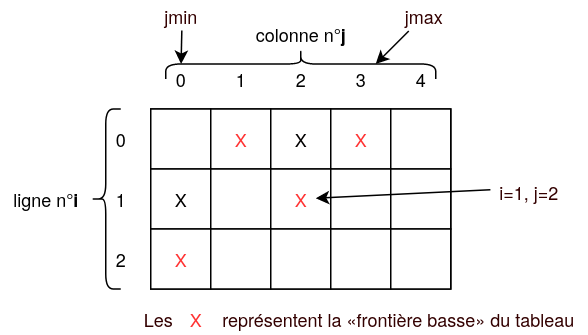 jmin jmax
colonne n°j
0 1 2 3 4
0 X X X
ligne n°i 1 X X i=1, j=2
2 X
Les X représentent la «frontière basse» du tableau